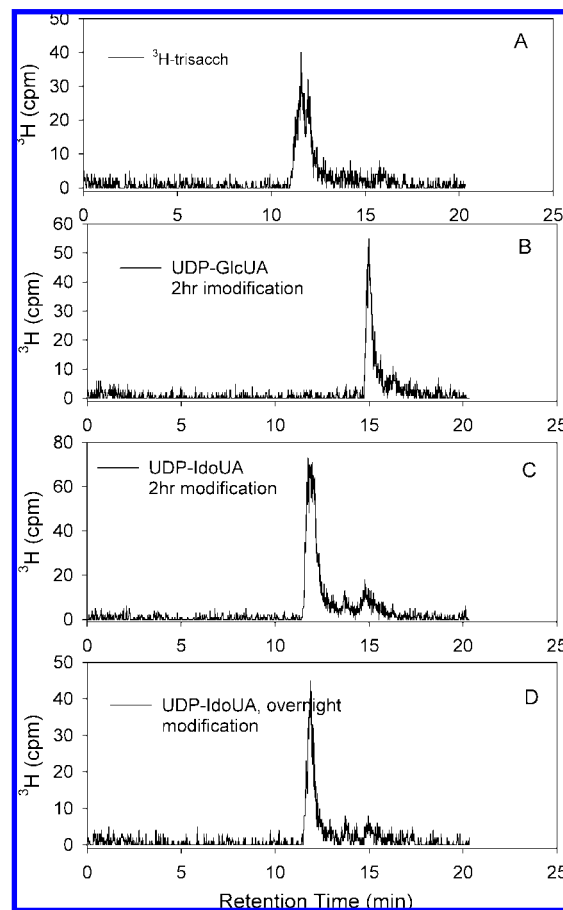 50
40
30
20
10
0
³H (cpm)
³H-trisacch
A
0 5 10 15 20 25
60
50
40
30
20
10
0
³H (cpm)
UDP-GlcUA
2hr imodification
B
0 5 10 15 20 25
80
60
40
20
0
³H (cpm)
UDP-IdoUA
2hr modification
C
0 5 10 15 20 25
50
40
30
20
10
0
³H (cpm)
UDP-IdoUA, overnight
modification
D
0 5 10 15 20 25
Retention Time (min)